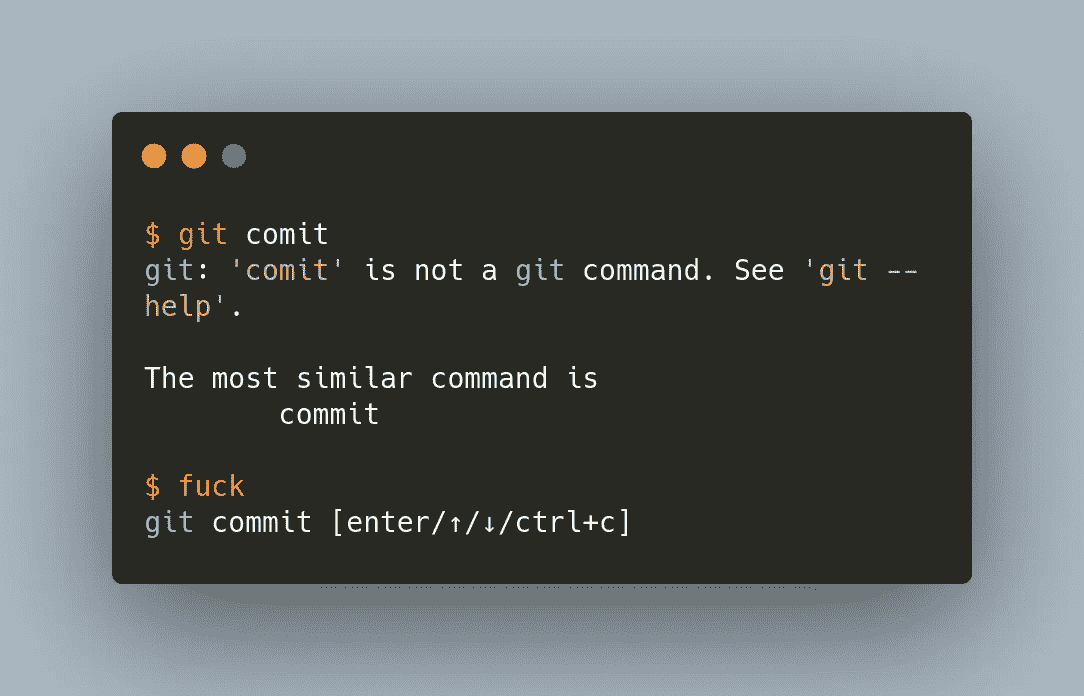 $ git comit
git: 'comit' is not a git command. See 'git --
help'.
The most similar command is
commit
$ fuck
git commit [enter/↑/↓/ctrl+c]